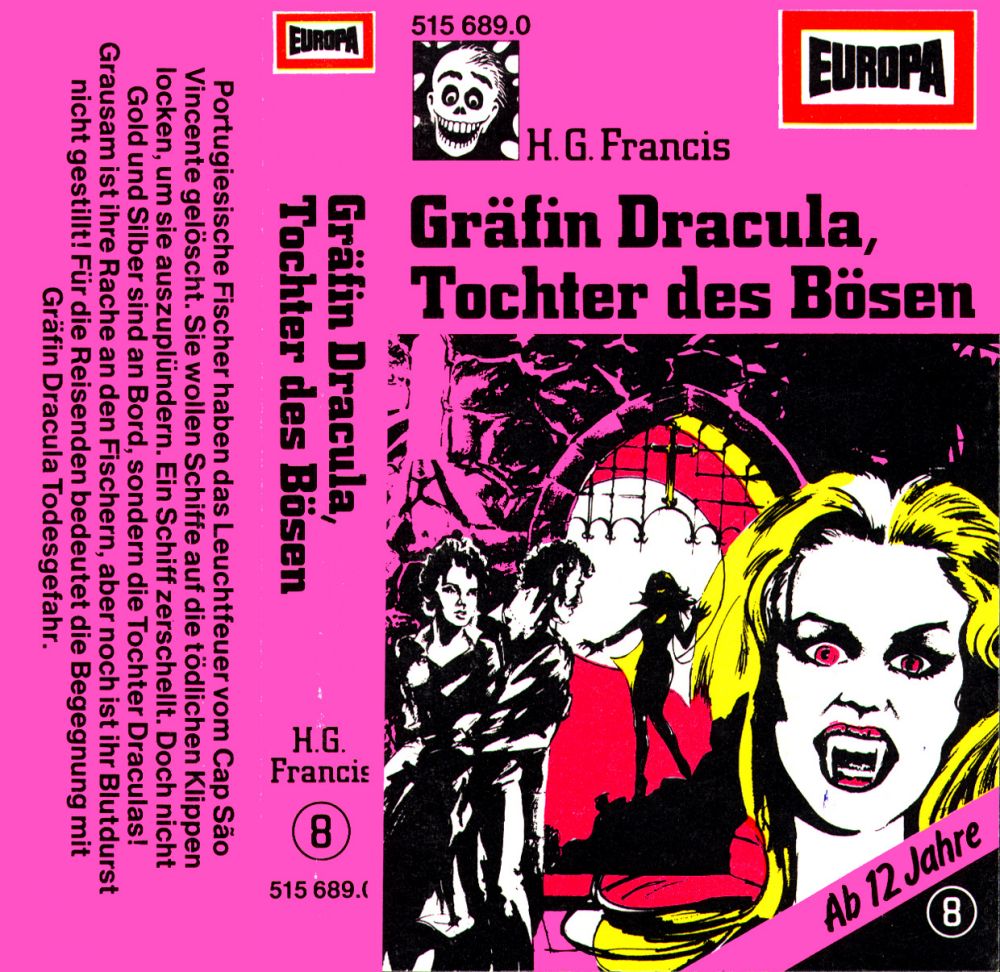 Portugiesische Fischer haben das Leuchtfeuer vom Cap São
Vincente gelöscht. Sie wollen Schiffe auf die tödlichen Klippen
locken, um sie auszuplündern. Ein Schiff zerschellt. Doch nicht
Gold und Silber sind an Bord, sondern die Tochter Draculas!
Grausam ist ihre Rache an den Fischern, aber noch ist ihr Blutdurst
nicht gestillt! Für die Reisenden bedeutet die Begegnung mit
Gräfin Dracula Todesgefahr.
EUROPA
Gräfin Dracula,
Tochter des Bösen
H.G.
Francis
8
515 689.0
515 689.0
EUROPA
H. G. Francis
Gräfin Dracula,
Tochter des Bösen
Ab 12 Jahre
8